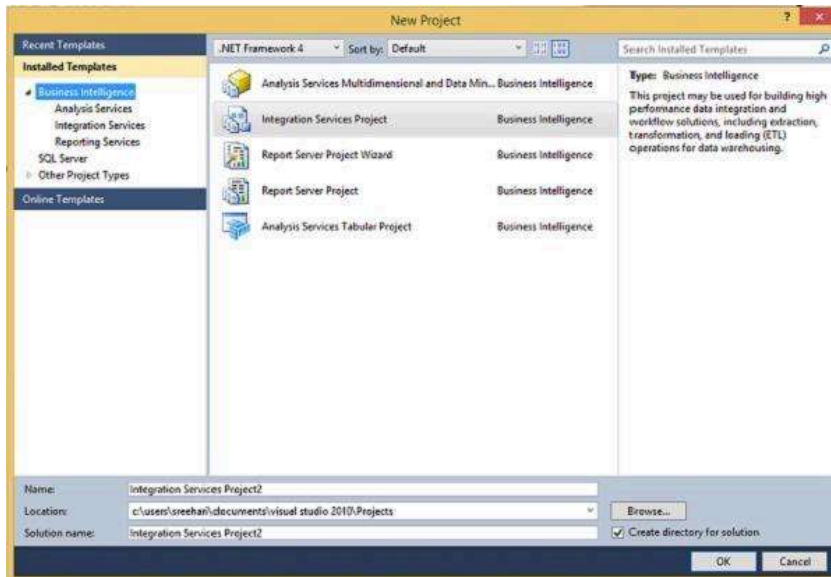 New Project
?
Recent Templates
Installed Templates
Business Intelligence
Analysis Services
Integration Services
Reporting Services
SQL Server
Other Project Types
Online Templates
.NET Framework 4
Sort by: Default
Analysis Services Multidimensional and Data Min... Business Intelligence
Integration Services Project Business Intelligence
Report Server Project Wizard Business Intelligence
Report Server Project Business Intelligence
Analysis Services Tabular Project Business Intelligence
Search Installed Templates
Type: Business Intelligence
This project may be used for building high
performance data integration and
workflow solutions, including extraction,
transformation, and loading (ETL)
operations for data warehousing.
Name: Integration Services Project2
Location: c:\users\sreehari\documents\visual studio 2010\Projects
Browse...
Solution name: Integration Services Project2
Create directory for solution
OK Cancel